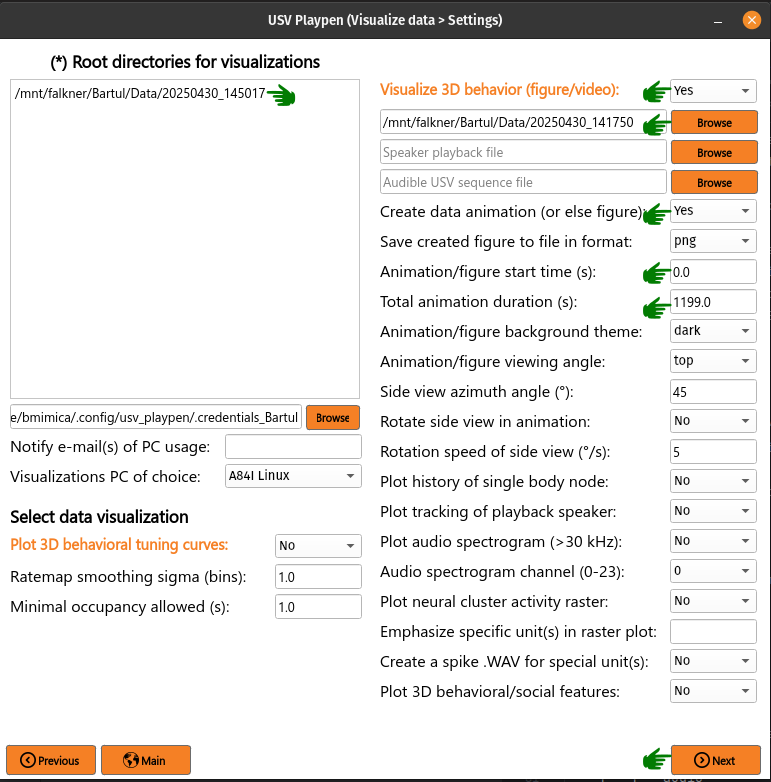 USV Playpen (Visualize data > Settings)
(*) Root directories for visualizations
/mnt/falkner/Bartul/Data/20250430_145017
e/bmimica/.config/usv_playpen/.credentials_Bartul
Browse
Notify e-mail(s) of PC usage:
Visualizations PC of choice: A84I Linux
Select data visualization
Plot 3D behavioral tuning curves: No
Ratemap smoothing sigma (bins): 1.0
Minimal occupancy allowed (s): 1.0
Visualize 3D behavior (figure/video): Yes
/mnt/falkner/Bartul/Data/20250430_141750 Browse
Speaker playback file Browse
Audible USV sequence file Browse
Create data animation (or else figure): Yes
Save created figure to file in format: png
Animation/figure start time (s): 0.0
Total animation duration (s): 1199.0
Animation/figure background theme: dark
Animation/figure viewing angle: top
Side view azimuth angle (°): 45
Rotate side view in animation: No
Rotation speed of side view (°/s): 5
Plot history of single body node: No
Plot tracking of playback speaker: No
Plot audio spectrogram (>30 kHz): No
Audio spectrogram channel (0-23): 0
Plot neural cluster activity raster: No
Emphasize specific unit(s) in raster plot:
Create a spike .WAV for special unit(s): No
Plot 3D behavioral/social features: No
Previous Main Next